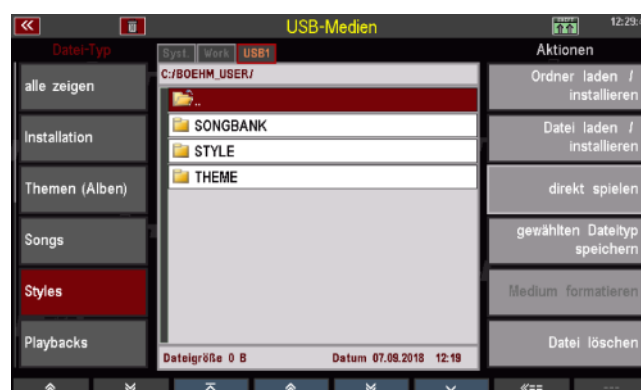 USB-Medien
12:29:
Datei-Typ
Syst. Work USB1
Aktionen
C:/BOEHM_USER/
alle zeigen
..
Ordner laden /
installieren
SONGBANK
Installation
Datei laden /
installieren
STYLE
THEME
Themen (Alben)
direkt spielen
Songs
gewählten Dateityp
speichern
Styles
Medium formatieren
Playbacks
Datei löschen
Dateigröße 0 B
Datum 07.09.2018 12:19